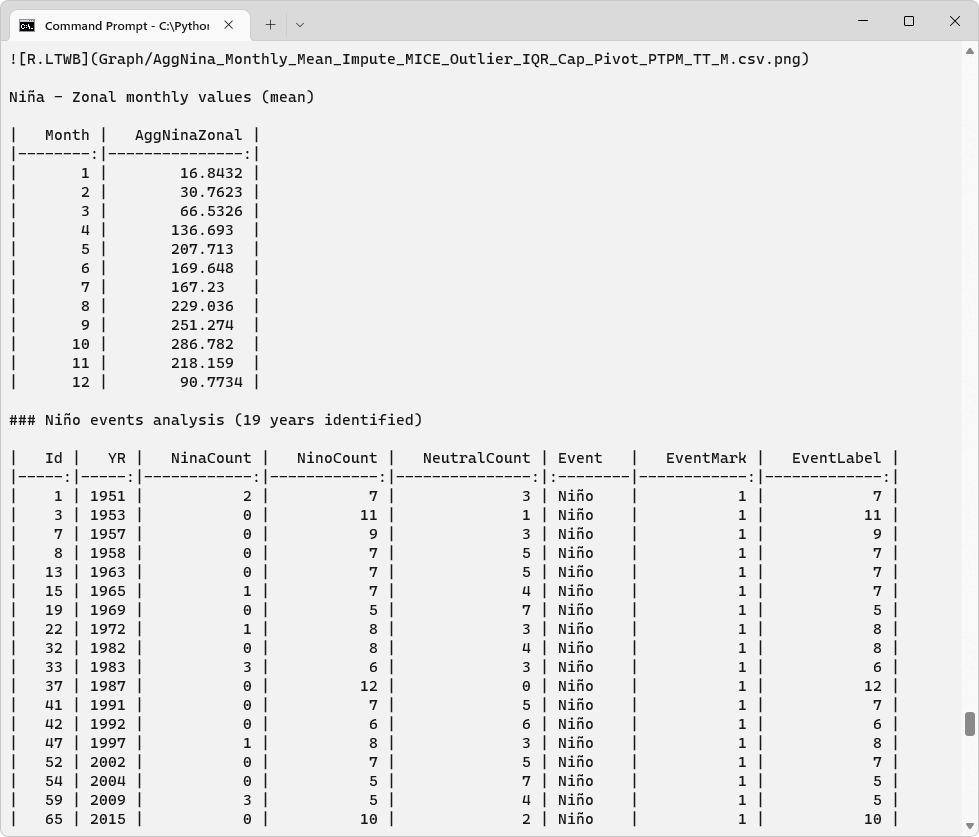 Command Prompt - C:\Pythor
![R.LTWB](Graph/AggNina_Monthly_Mean_Impute_MICE_Outlier_IQR_Cap_Pivot_PTPM_TT_M.csv.png)
Niña - Zonal monthly values (mean)
|   Month |   AggNinaZonal |
|--------:|---------------:|
|       1 |        16.8432 |
|       2 |        30.7623 |
|       3 |        66.5326 |
|       4 |       136.693  |
|       5 |       207.713  |
|       6 |       169.648  |
|       7 |       167.23   |
|       8 |       229.036  |
|       9 |       251.274  |
|      10 |       286.782  |
|      11 |       218.159  |
|      12 |        90.7734 |
### Niño events analysis (19 years identified)
|   Id |   YR |   NinaCount |   NinoCount |   NeutralCount | Event   |   EventMark |   EventLabel |
|-----:|-----:|------------:|------------:|---------------:|:--------|------------:|-------------:|
|    1 | 1951 |           2 |           7 |              3 | Niño    |           1 |            7 |
|    3 | 1953 |           0 |          11 |              1 | Niño    |           1 |           11 |
|    7 | 1957 |           0 |           9 |              3 | Niño    |           1 |            9 |
|    8 | 1958 |           0 |           7 |              5 | Niño    |           1 |            7 |
|   13 | 1963 |           0 |           7 |              5 | Niño    |           1 |            7 |
|   15 | 1965 |           1 |           7 |              4 | Niño    |           1 |            7 |
|   19 | 1969 |           0 |           5 |              7 | Niño    |           1 |            5 |
|   22 | 1972 |           1 |           8 |              3 | Niño    |           1 |            8 |
|   32 | 1982 |           0 |           8 |              4 | Niño    |           1 |            8 |
|   33 | 1983 |           3 |           6 |              3 | Niño    |           1 |            6 |
|   37 | 1987 |           0 |          12 |              0 | Niño    |           1 |           12 |
|   41 | 1991 |           0 |           7 |              5 | Niño    |           1 |            7 |
|   42 | 1992 |           0 |           6 |              6 | Niño    |           1 |            6 |
|   47 | 1997 |           1 |           8 |              3 | Niño    |           1 |            8 |
|   52 | 2002 |           0 |           7 |              5 | Niño    |           1 |            7 |
|   54 | 2004 |           0 |           5 |              7 | Niño    |           1 |            5 |
|   59 | 2009 |           3 |           5 |              4 | Niño    |           1 |            5 |
|   65 | 2015 |           0 |          10 |              2 | Niño    |           1 |           10 |